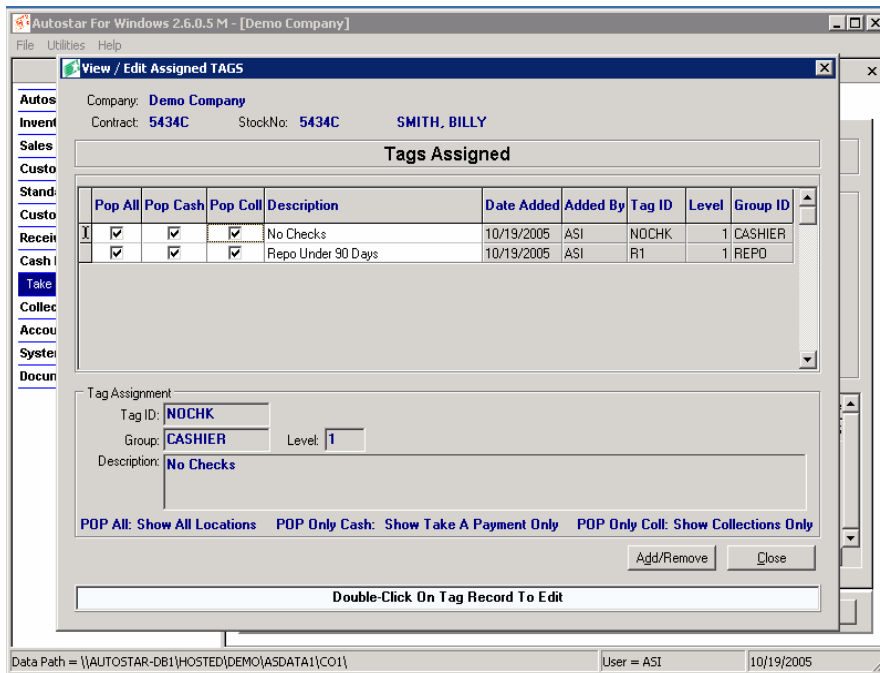 Autostar For Windows 2.6.0.5 M - [Demo Company]
File Utilities Help
View / Edit Assigned TAGS
Autos
Invent
Sales
Custo
Stand
Custo
Recei
Cash
Take
Collec
Accou
System
Docum
Company: Demo Company
Contract: 5434C StockNo: 5434C SMITH, BILLY
Tags Assigned
Pop All Pop Cash Pop Coll Description Date Added Added By Tag ID Level Group ID
No Checks 10/19/2005 ASI NOCHK 1 CASHIER
Repo Under 90 Days 10/19/2005 ASI R1 1 REPO
Tag Assignment
Tag ID: NOCHK
Group: CASHIER Level: 1
Description: No Checks
POP All: Show All Locations POP Only Cash: Show Take A Payment Only POP Only Coll: Show Collections Only
Add/Remove Close
Double-Click On Tag Record To Edit
Data Path = \\AUTOSTAR-DB1\HOSTED\DEMO\ASDATA1\CO1\ User = ASI 10/19/2005